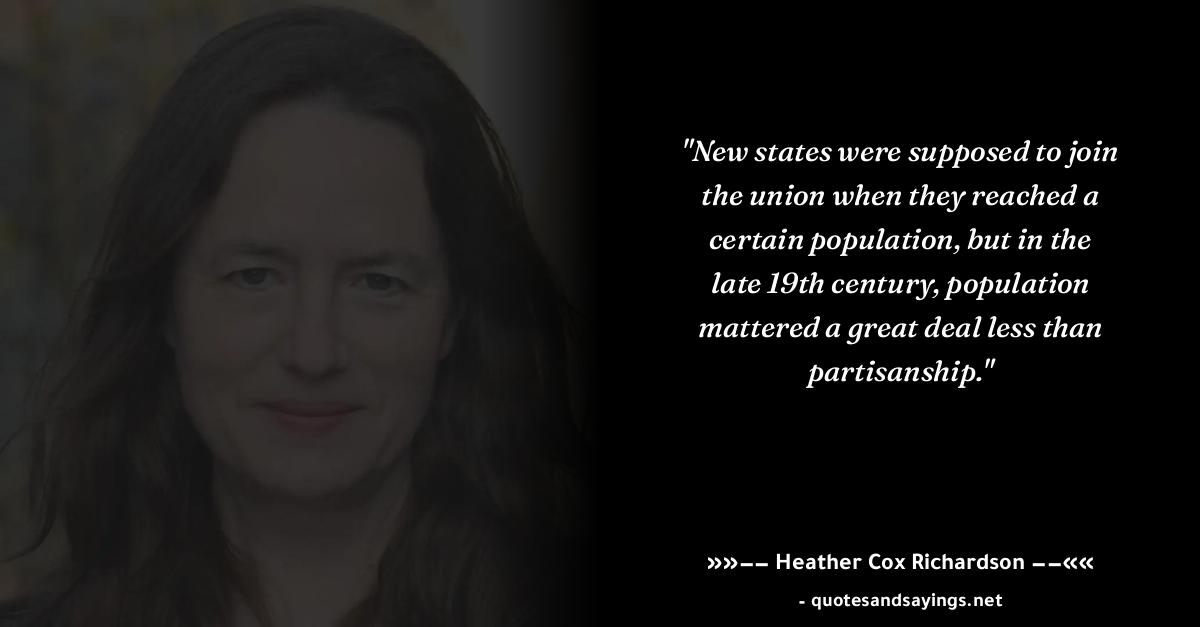 "New states were supposed to join
the union when they reached a
certain population, but in the
late 19th century, population
mattered a great deal less than
partisanship."
»»−− Heather Cox Richardson −−««
- quotesandsayings.net